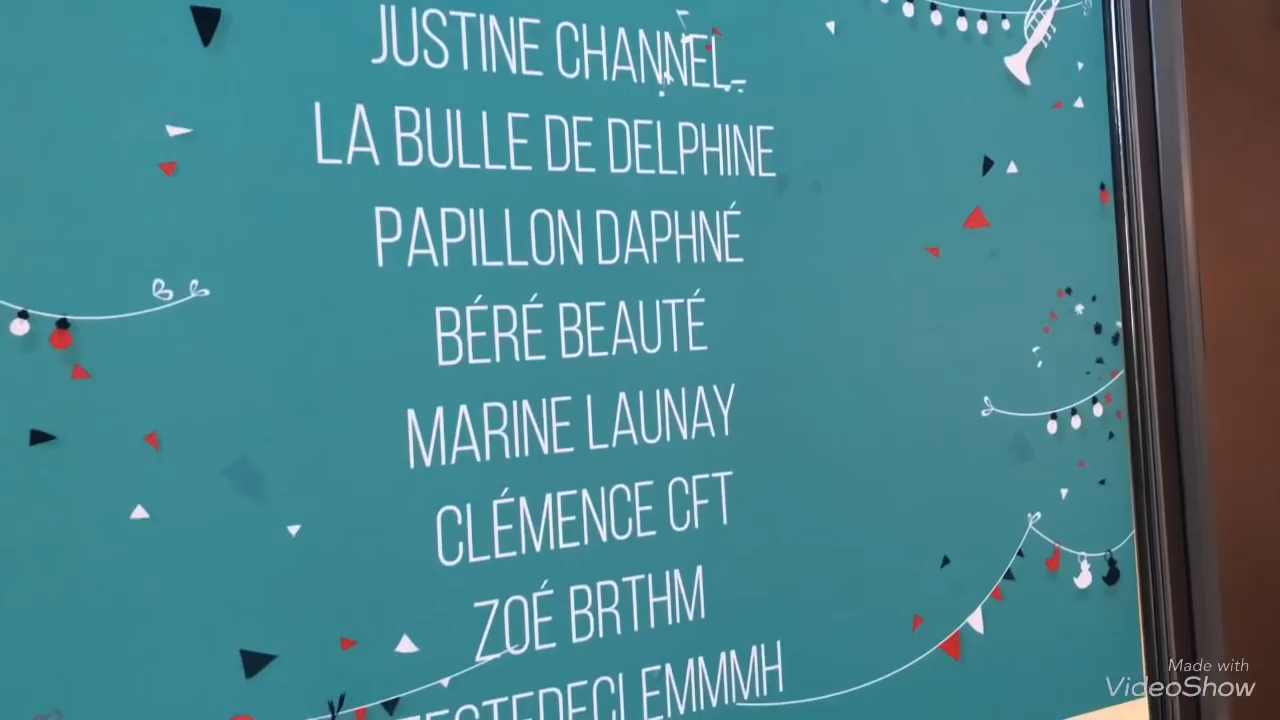 JUSTINE CHANNEL
LA BULLE DE DELPHINE
PAPILLON DAPHNÉ
BÉRÉ BEAUTÉ
MARINE LAUNAY
CLÉMENCE CFT
ZOÉ BRTHM
Made with
VideoShow